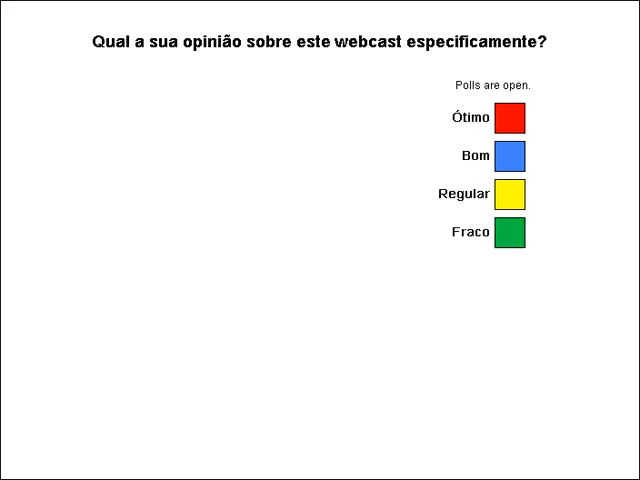 Qual a sua opinião sobre este webcast especificamente?
Polls are open.
Ótimo
Bom
Regular
Fraco